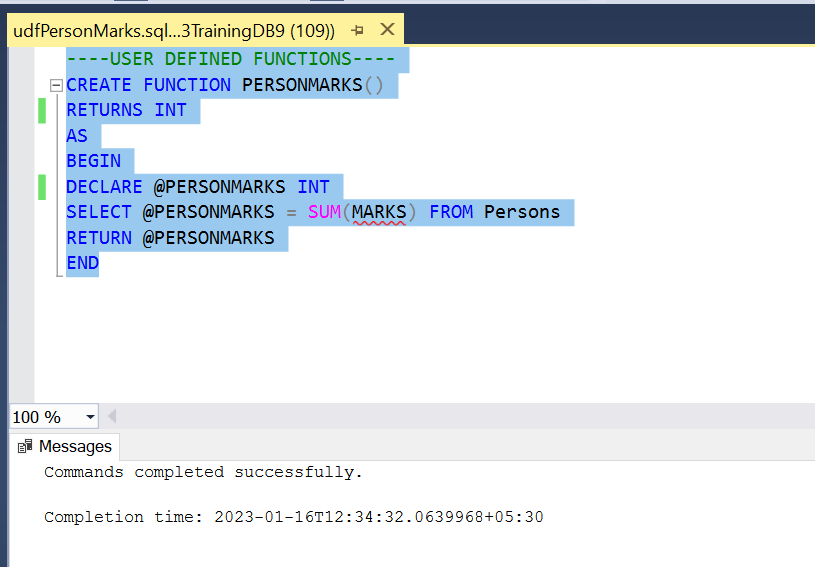 udfPersonMarks.sql...3TrainingDB9 (109))
----USER DEFINED FUNCTIONS----
CREATE FUNCTION PERSONMARKS()
RETURNS INT
AS
BEGIN
DECLARE @PERSONMARKS INT
SELECT @PERSONMARKS = SUM(MARKS) FROM Persons
RETURN @PERSONMARKS
END
100 %
Messages
Commands completed successfully.
Completion time: 2023-01-16T12:34:32.0639968+05:30